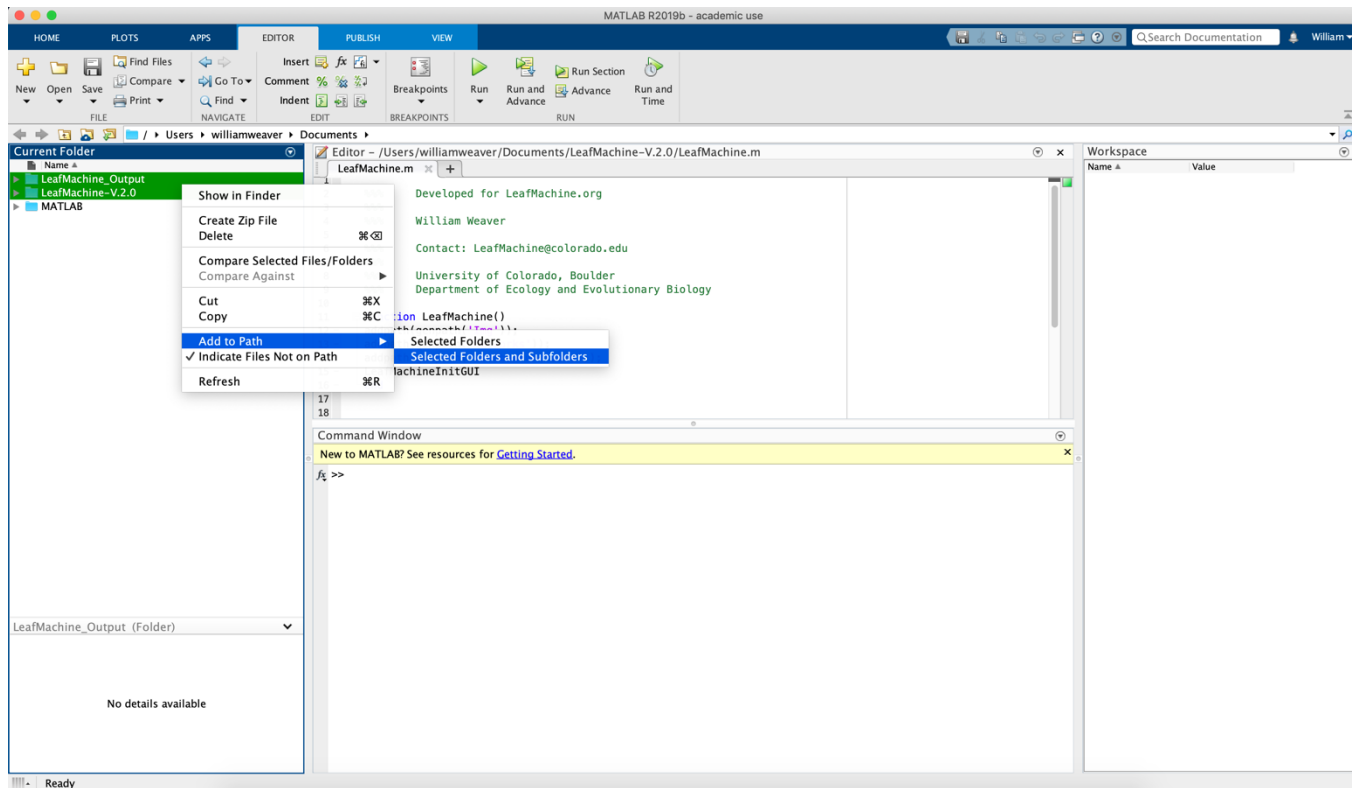 MATLAB R2019b - academic use
HOME PLOTS APPS EDITOR PUBLISH VIEW
Search Documentation William
New Open Save
Find Files
Compare
Print
FILE
Go To
Find
NAVIGATE
Insert fx
Comment
Indent
EDIT
Breakpoints
BREAKPOINTS
Run
Run and Advance
Run Section
Advance
Run and Time
RUN
/ Users williamweaver Documents
Current Folder
Name
LeafMachine_Output
LeafMachine-V.2.0
MATLAB
Show in Finder
Create Zip File
Delete ⌘⌫
Compare Selected Files/Folders
Compare Against
Cut ⌘X
Copy ⌘C
Add to Path
Indicate Files Not on Path
Refresh ⌘R
Selected Folders
Selected Folders and Subfolders
LeafMachine_Output (Folder)
No details available
Editor – /Users/williamweaver/Documents/LeafMachine-V.2.0/LeafMachine.m
LeafMachine.m +
1
Developed for LeafMachine.org
William Weaver
Contact: LeafMachine@colorado.edu
University of Colorado, Boulder
Department of Ecology and Evolutionary Biology
tion LeafMachine()
th(genpath('Img'));
MachineInitGUI
17
18
Command Window
New to MATLAB? See resources for Getting Started.
fx >>
Workspace
Name Value
Ready